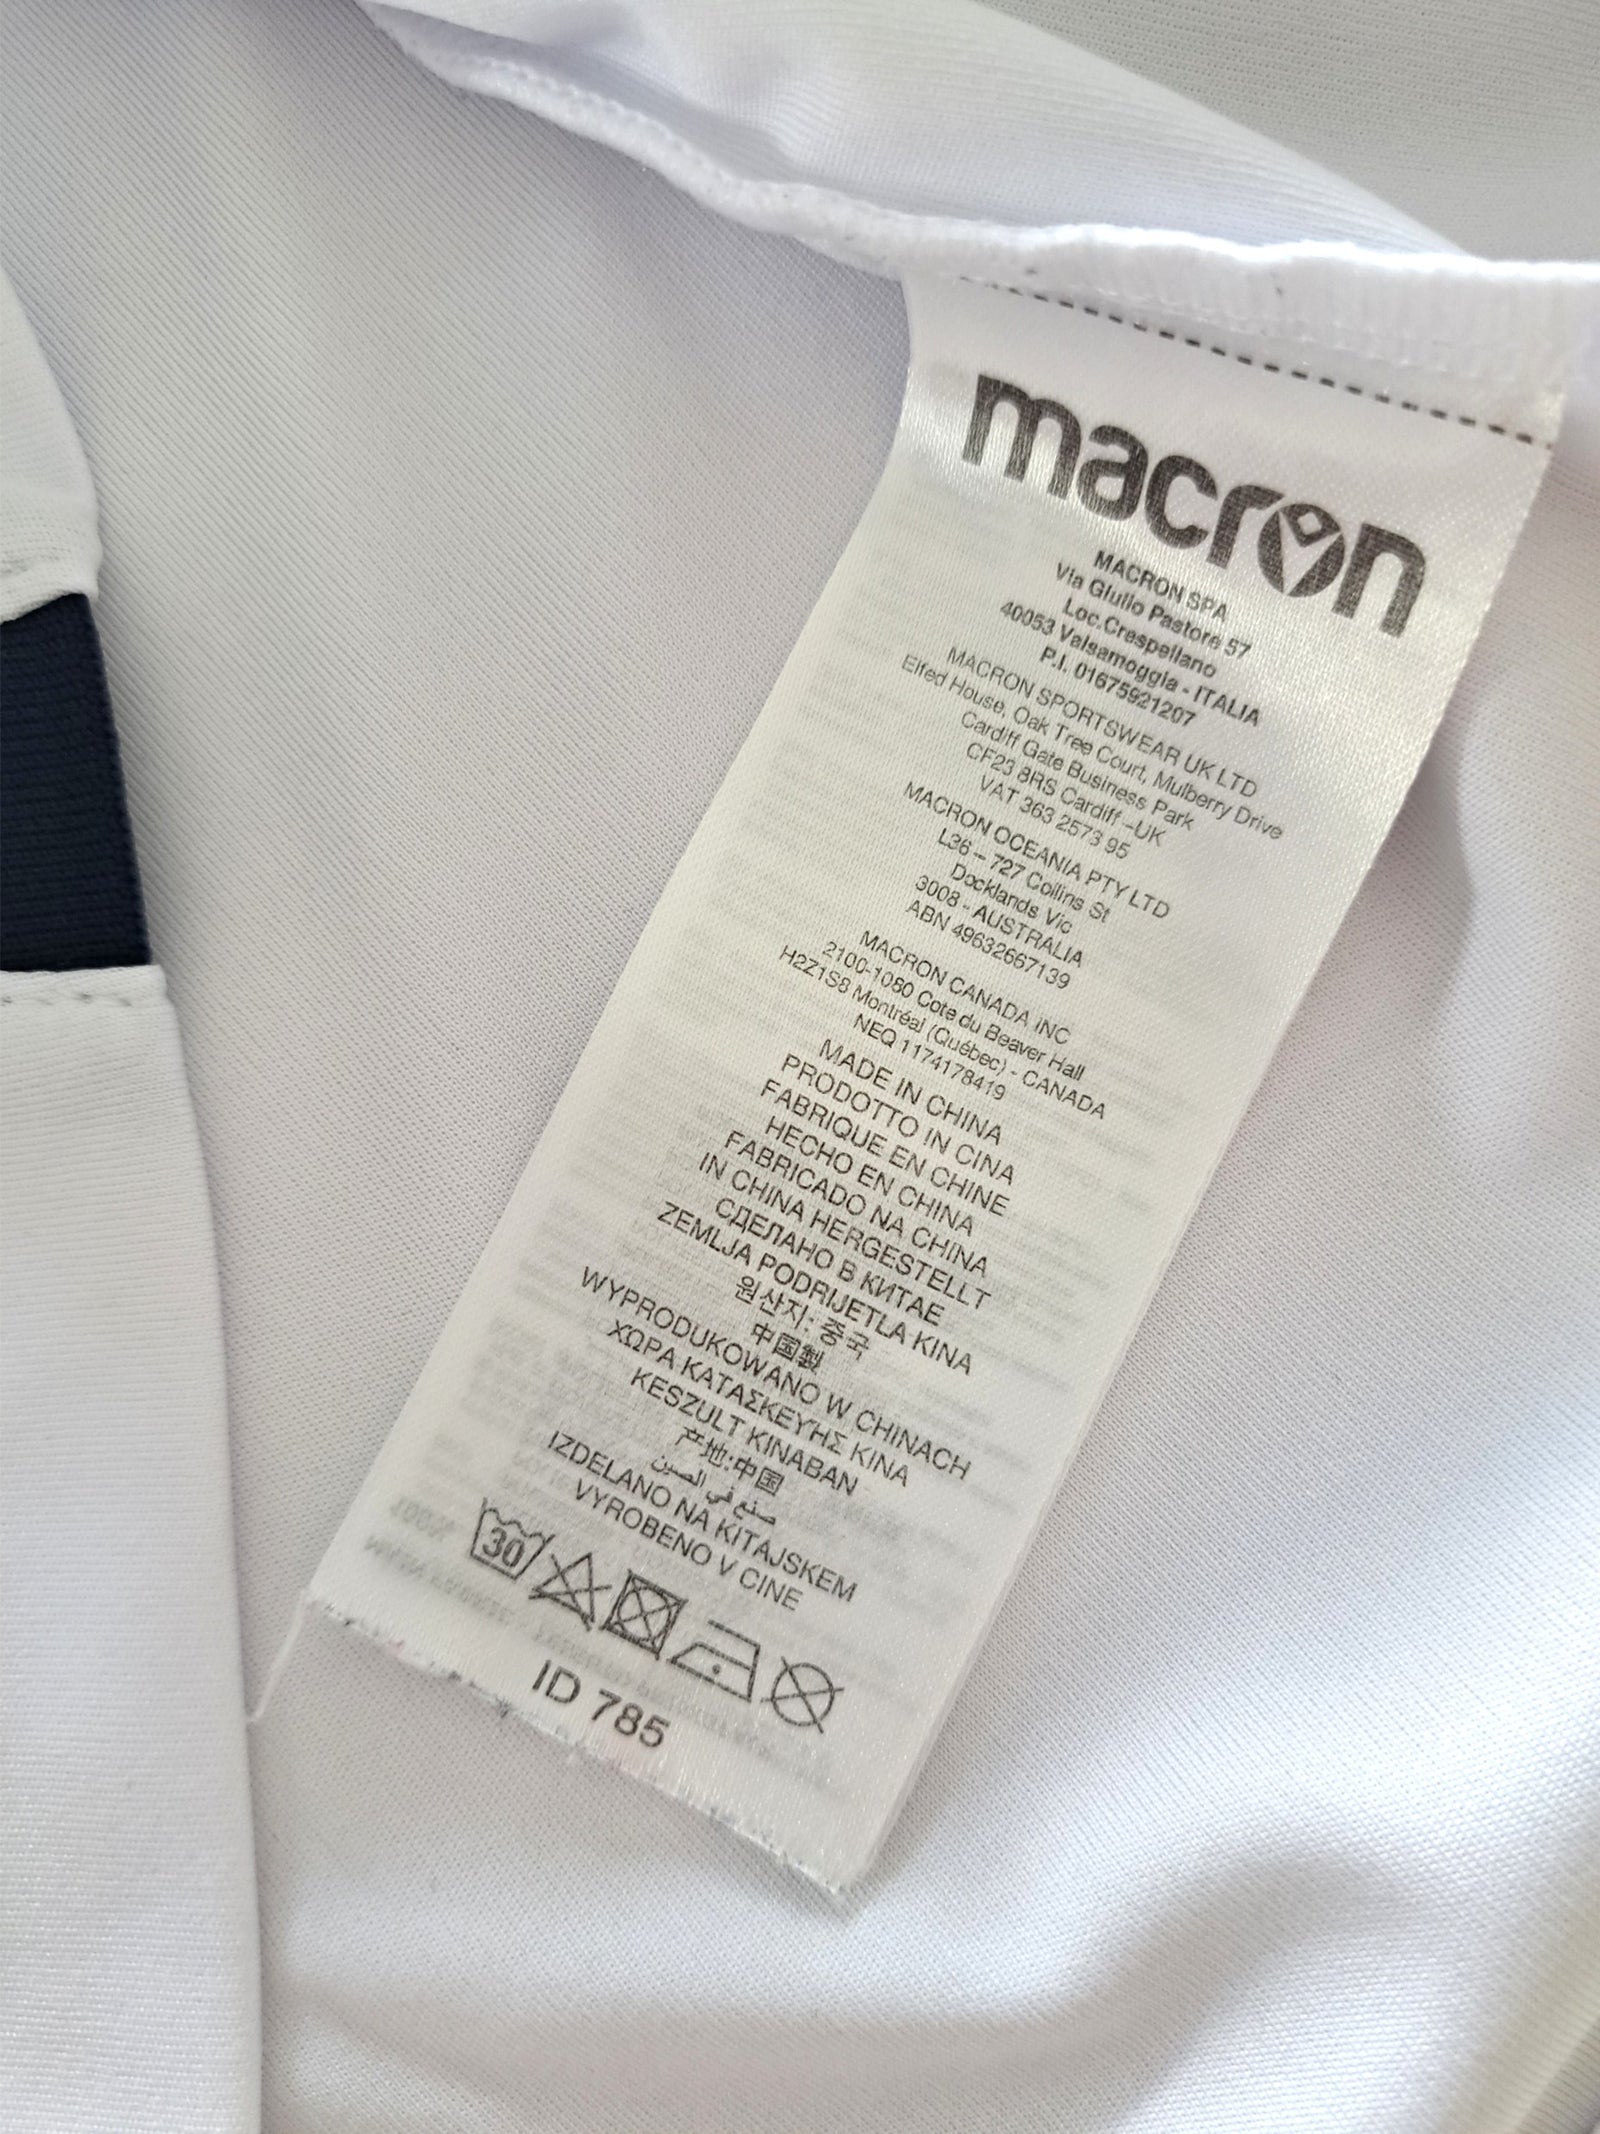 macron
MACRON SPA
Via Giulio Pastore 57
Loc.Crespellano
40053 Valsamoggia - ITALIA
P.I. 01675921207
MACRON SPORTSWEAR UK LTD
Elfed House, Oak Tree Court, Mulberry Drive
Cardiff Gate Business Park
CF23 8RS Cardiff –UK
VAT 363 2573 95
MACRON OCEANIA PTY LTD
L36 – 727 Collins St
Docklands Vic
3008 - AUSTRALIA
ABN 49632667139
MACRON CANADA INC
2100-1080 Cote du Beaver Hall
H2Z1S8 Montréal (Québec) - CANADA
NEQ 1174178419
MADE IN CHINA
PRODOTTO IN CINA
FABRIQUE EN CHINE
HECHO EN CHINA
FABRICADO NA CHINA
IN CHINA HERGESTELLT
СДЕЛАНО В КИТАЕ
ZEMLJA PODRIJETLA KINA
원산지: 중국
中国製
WYPRODUKOWANO W CHINACH
ΧΏΡΑ ΚΑΤΑΣΚΕΥΉΣ ΚΙΝΑ
KESZULT KINABAN
产地:中国
صنع في الصين
IZDELANO NA KITAJSKEM
VYROBENO V CINE
30
ID 785